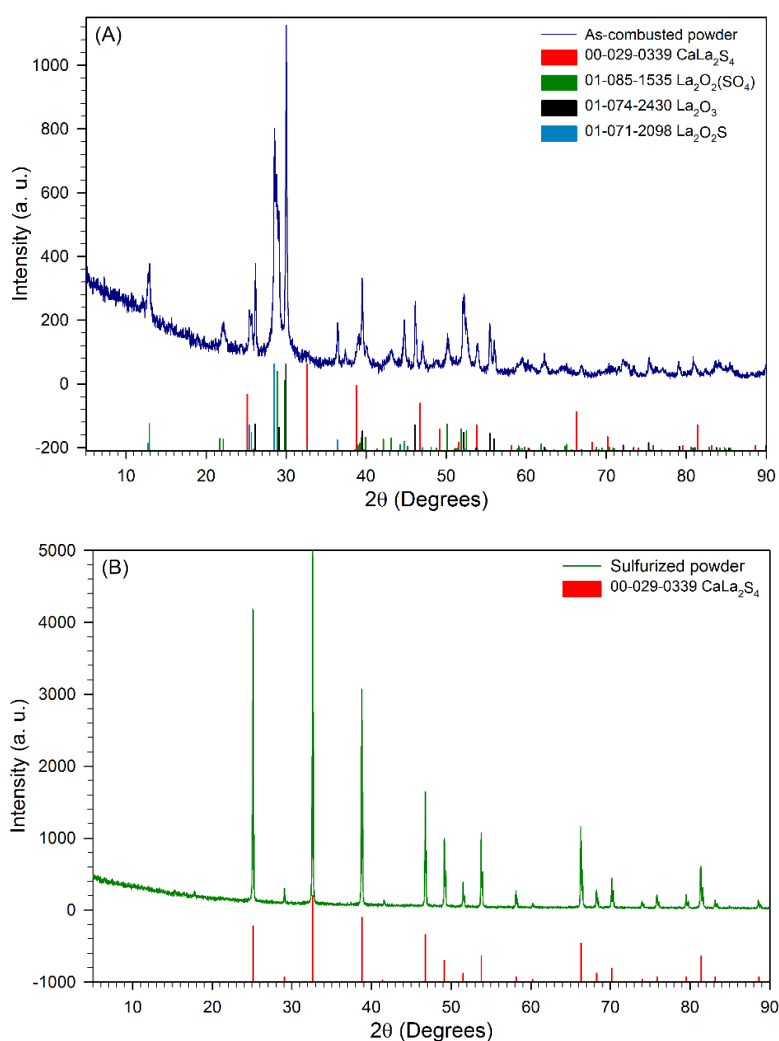 (A)
As-combusted powder
00-029-0339 CaLa₂S₄
01-085-1535 La₂O₂(SO₄)
01-074-2430 La₂O₃
01-071-2098 La₂O₂S
Intensity (a. u.)
1000
800
600
400
200
0
-200
10 20 30 40 50 60 70 80 90
2θ (Degrees)
(B)
Sulfurized powder
00-029-0339 CaLa₂S₄
Intensity (a. u.)
5000
4000
3000
2000
1000
0
-1000
10 20 30 40 50 60 70 80 90
2θ (Degrees)